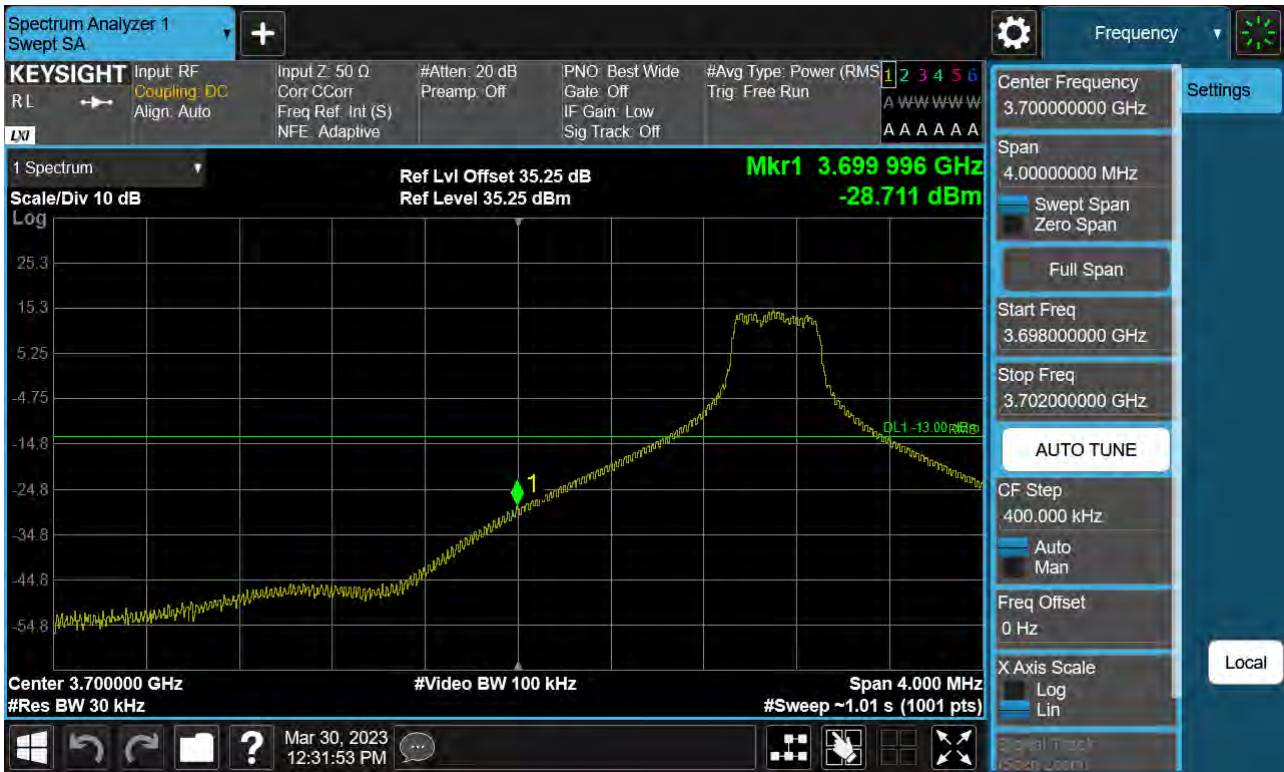 Spectrum Analyzer 1
Swept SA
+
Frequency
KEYSIGHT
RL
LXI
Input: RF
Coupling: DC
Align: Auto
Input Z: 50 Ω
Corr CCorr
Freq Ref: Int (S)
NFE: Adaptive
#Atten: 20 dB
Preamp: Off
PNO: Best Wide
Gate: Off
IF Gain: Low
Sig Track: Off
#Avg Type: Power (RMS
Trig: Free Run
1 2 3 4 5 6
A W W W W W
A A A A A A
1 Spectrum
Scale/Div 10 dB
Log
Ref Lvl Offset 35.25 dB
Ref Level 35.25 dBm
Mkr1 3.699 996 GHz
-28.711 dBm
25.3
15.3
5.25
-4.75
-14.8
-24.8
-34.8
-44.8
-54.8
DL1 -13.00 dBm
RMS
1
Center 3.700000 GHz
#Res BW 30 kHz
#Video BW 100 kHz
Span 4.000 MHz
#Sweep ~1.01 s (1001 pts)
Center Frequency
3.700000000 GHz
Span
4.00000000 MHz
Swept Span
Zero Span
Full Span
Start Freq
3.698000000 GHz
Stop Freq
3.702000000 GHz
AUTO TUNE
CF Step
400.000 kHz
Auto
Man
Freq Offset
0 Hz
X Axis Scale
Log
Lin
Signal Track
(Span Zoom)
Settings
Local
?
Mar 30, 2023
12:31:53 PM